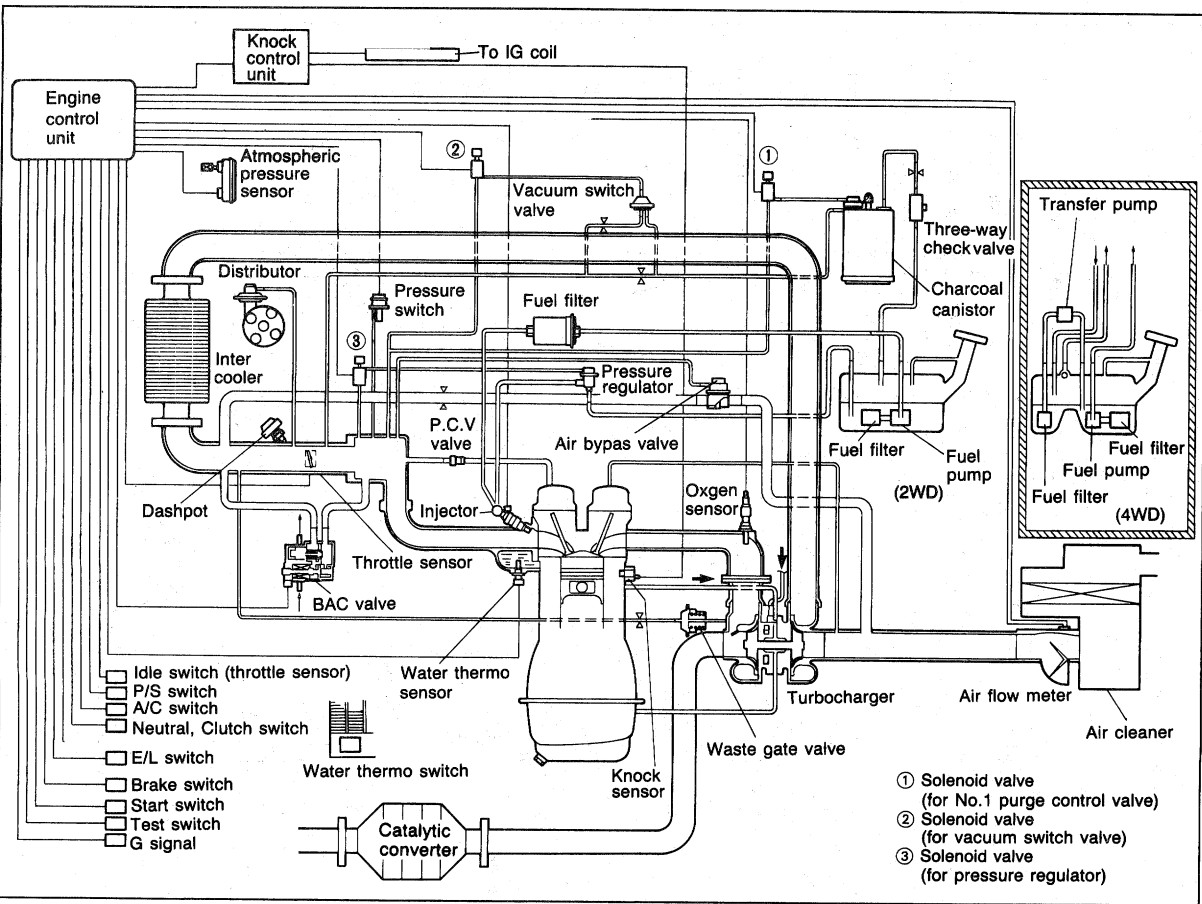 Knock
control
unit
To IG coil
Engine
control
unit
Atmospheric
pressure
sensor
②
Vacuum switch
valve
①
Three-way
check valve
Charcoal
canistor
Transfer pump
Distributor
Pressure
switch
Fuel filter
③
Inter
cooler
Pressure
regulator
P.C.V
valve
Air bypas valve
Fuel filter
Fuel
pump
(2WD)
Fuel filter
Fuel pump
Fuel filter
(4WD)
Dashpot
Injector
Oxgen
sensor
Throttle sensor
BAC valve
Idle switch (throttle sensor)
P/S switch
A/C switch
Neutral, Clutch switch
E/L switch
Brake switch
Start switch
Test switch
G signal
Water thermo
sensor
Water thermo switch
Turbocharger
Air flow meter
Air cleaner
Waste gate valve
Knock
sensor
Catalytic
converter
① Solenoid valve
(for No.1 purge control valve)
② Solenoid valve
(for vacuum switch valve)
③ Solenoid valve
(for pressure regulator)